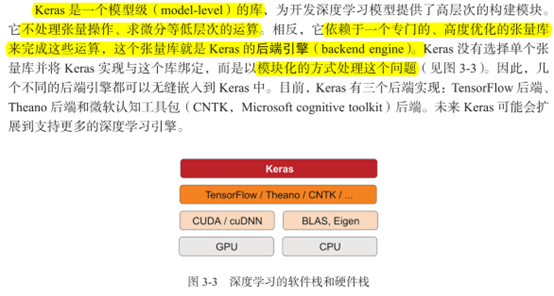 Keras 是一个模型级（model-level）的库，为开发深度学习模型提供了高层次的构建模块。
它不处理张量操作、求微分等低层次的运算。相反，它依赖于一个专门的、高度优化的张量库
来完成这些运算，这个张量库就是 Keras 的后端引擎（backend engine）。Keras 没有选择单个张
量库并将 Keras 实现与这个库绑定，而是以模块化的方式处理这个问题（见图 3-3）。因此，几
个不同的后端引擎都可以无缝嵌入到 Keras 中。目前，Keras 有三个后端实现：TensorFlow 后端、
Theano 后端和微软认知工具包（CNTK，Microsoft cognitive toolkit）后端。未来 Keras 可能会扩
展到支持更多的深度学习引擎。
Keras
TensorFlow / Theano / CNTK / ...
CUDA / cuDNN
BLAS, Eigen
GPU
CPU
图 3-3 深度学习的软件栈和硬件栈